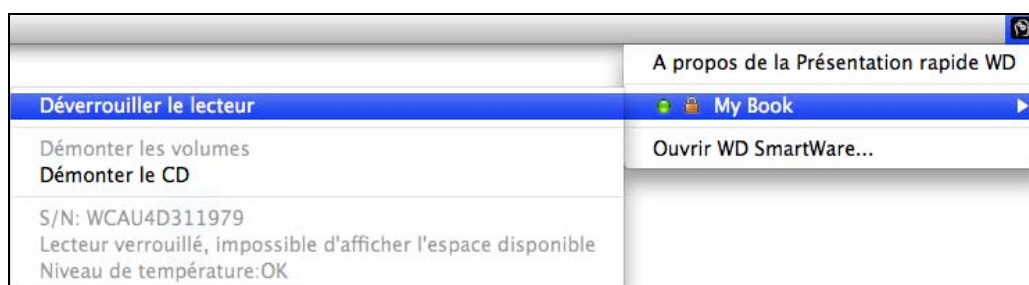 A propos de la Présentation rapide WD
Déverrouiller le lecteur
My Book
Démonter les volumes
Ouvrir WD SmartWare...
Démonter le CD
S/N: WCAU4D311979
Lecteur verrouillé, impossible d'afficher l'espace disponible
Niveau de température:OK